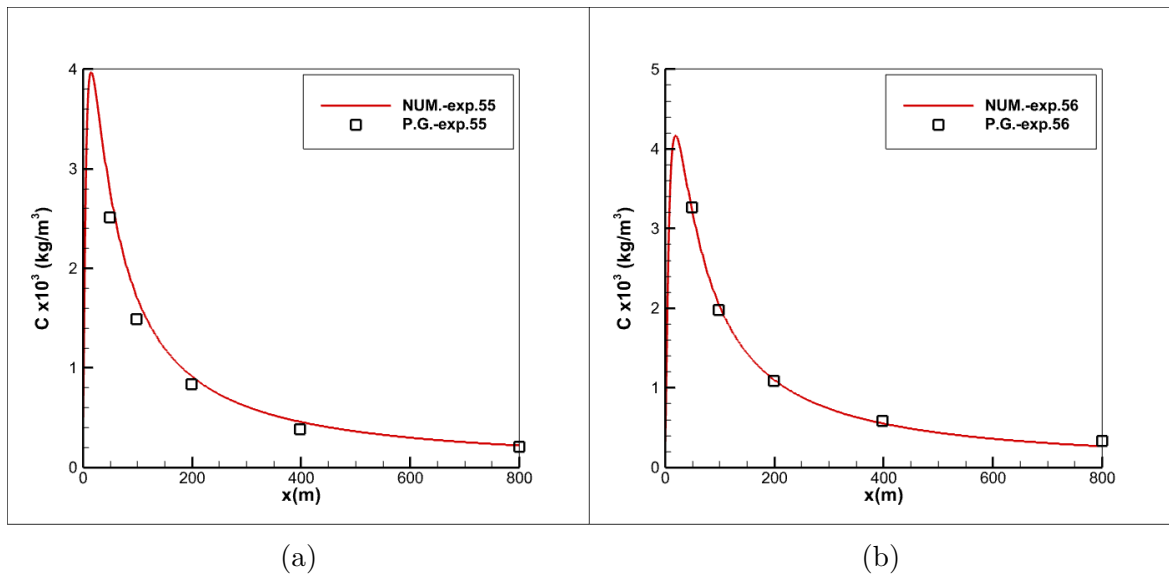 4
3
2
1
0
0
200
400
600
800
C x10³ (kg/m³)
x(m)
NUM.-exp.55
P.G.-exp.55
5
4
3
2
1
0
0
200
400
600
800
C x10³ (kg/m³)
x(m)
NUM.-exp.56
P.G.-exp.56
(a)
(b)